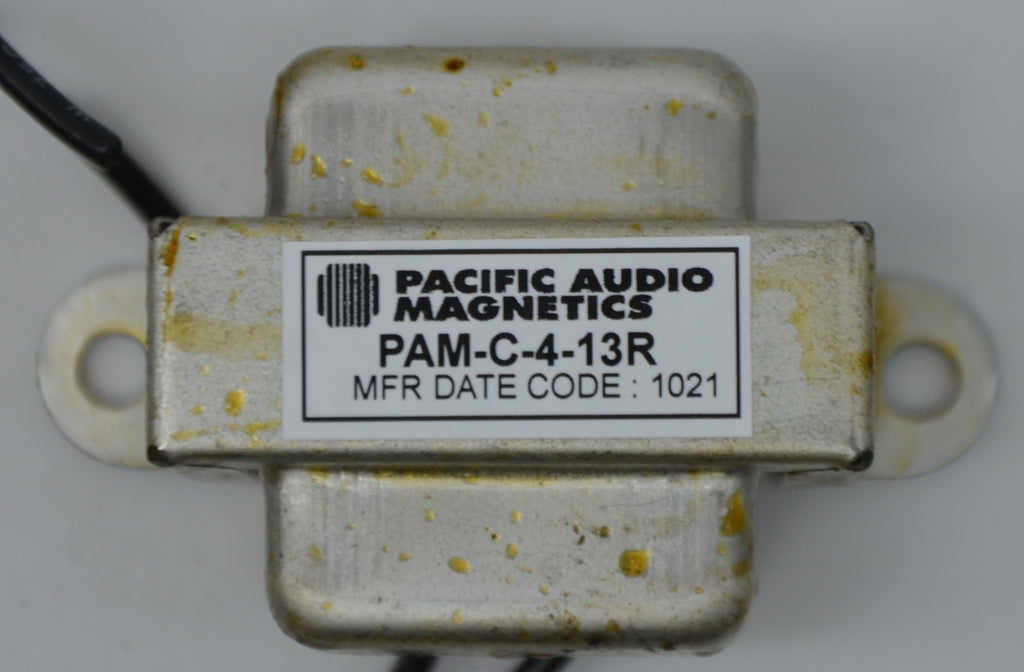 PACIFIC AUDIO
MAGNETICS
PAM-C-4-13R
MFR DATE CODE : 1021